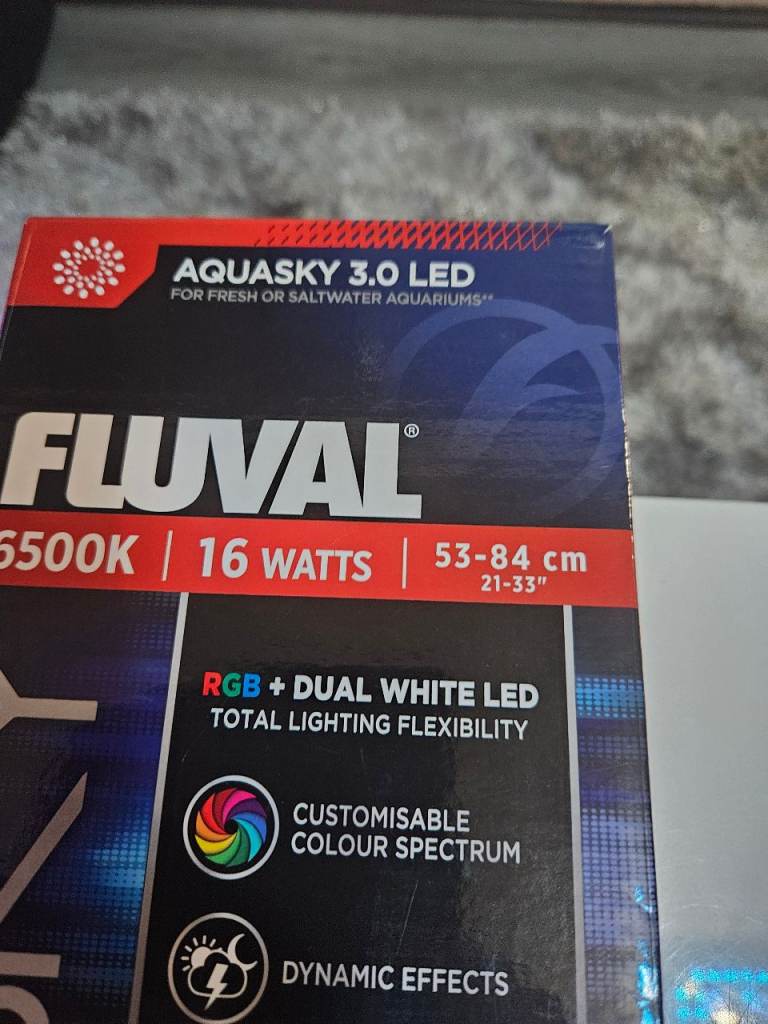 AQUASKY 3.0 LED
FOR FRESH OR SALTWATER AQUARIUMS**
FLUVAL®
6500K | 16 WATTS | 53-84 cm
21-33"
RGB + DUAL WHITE LED
TOTAL LIGHTING FLEXIBILITY
CUSTOMISABLE
COLOUR SPECTRUM
DYNAMIC EFFECTS